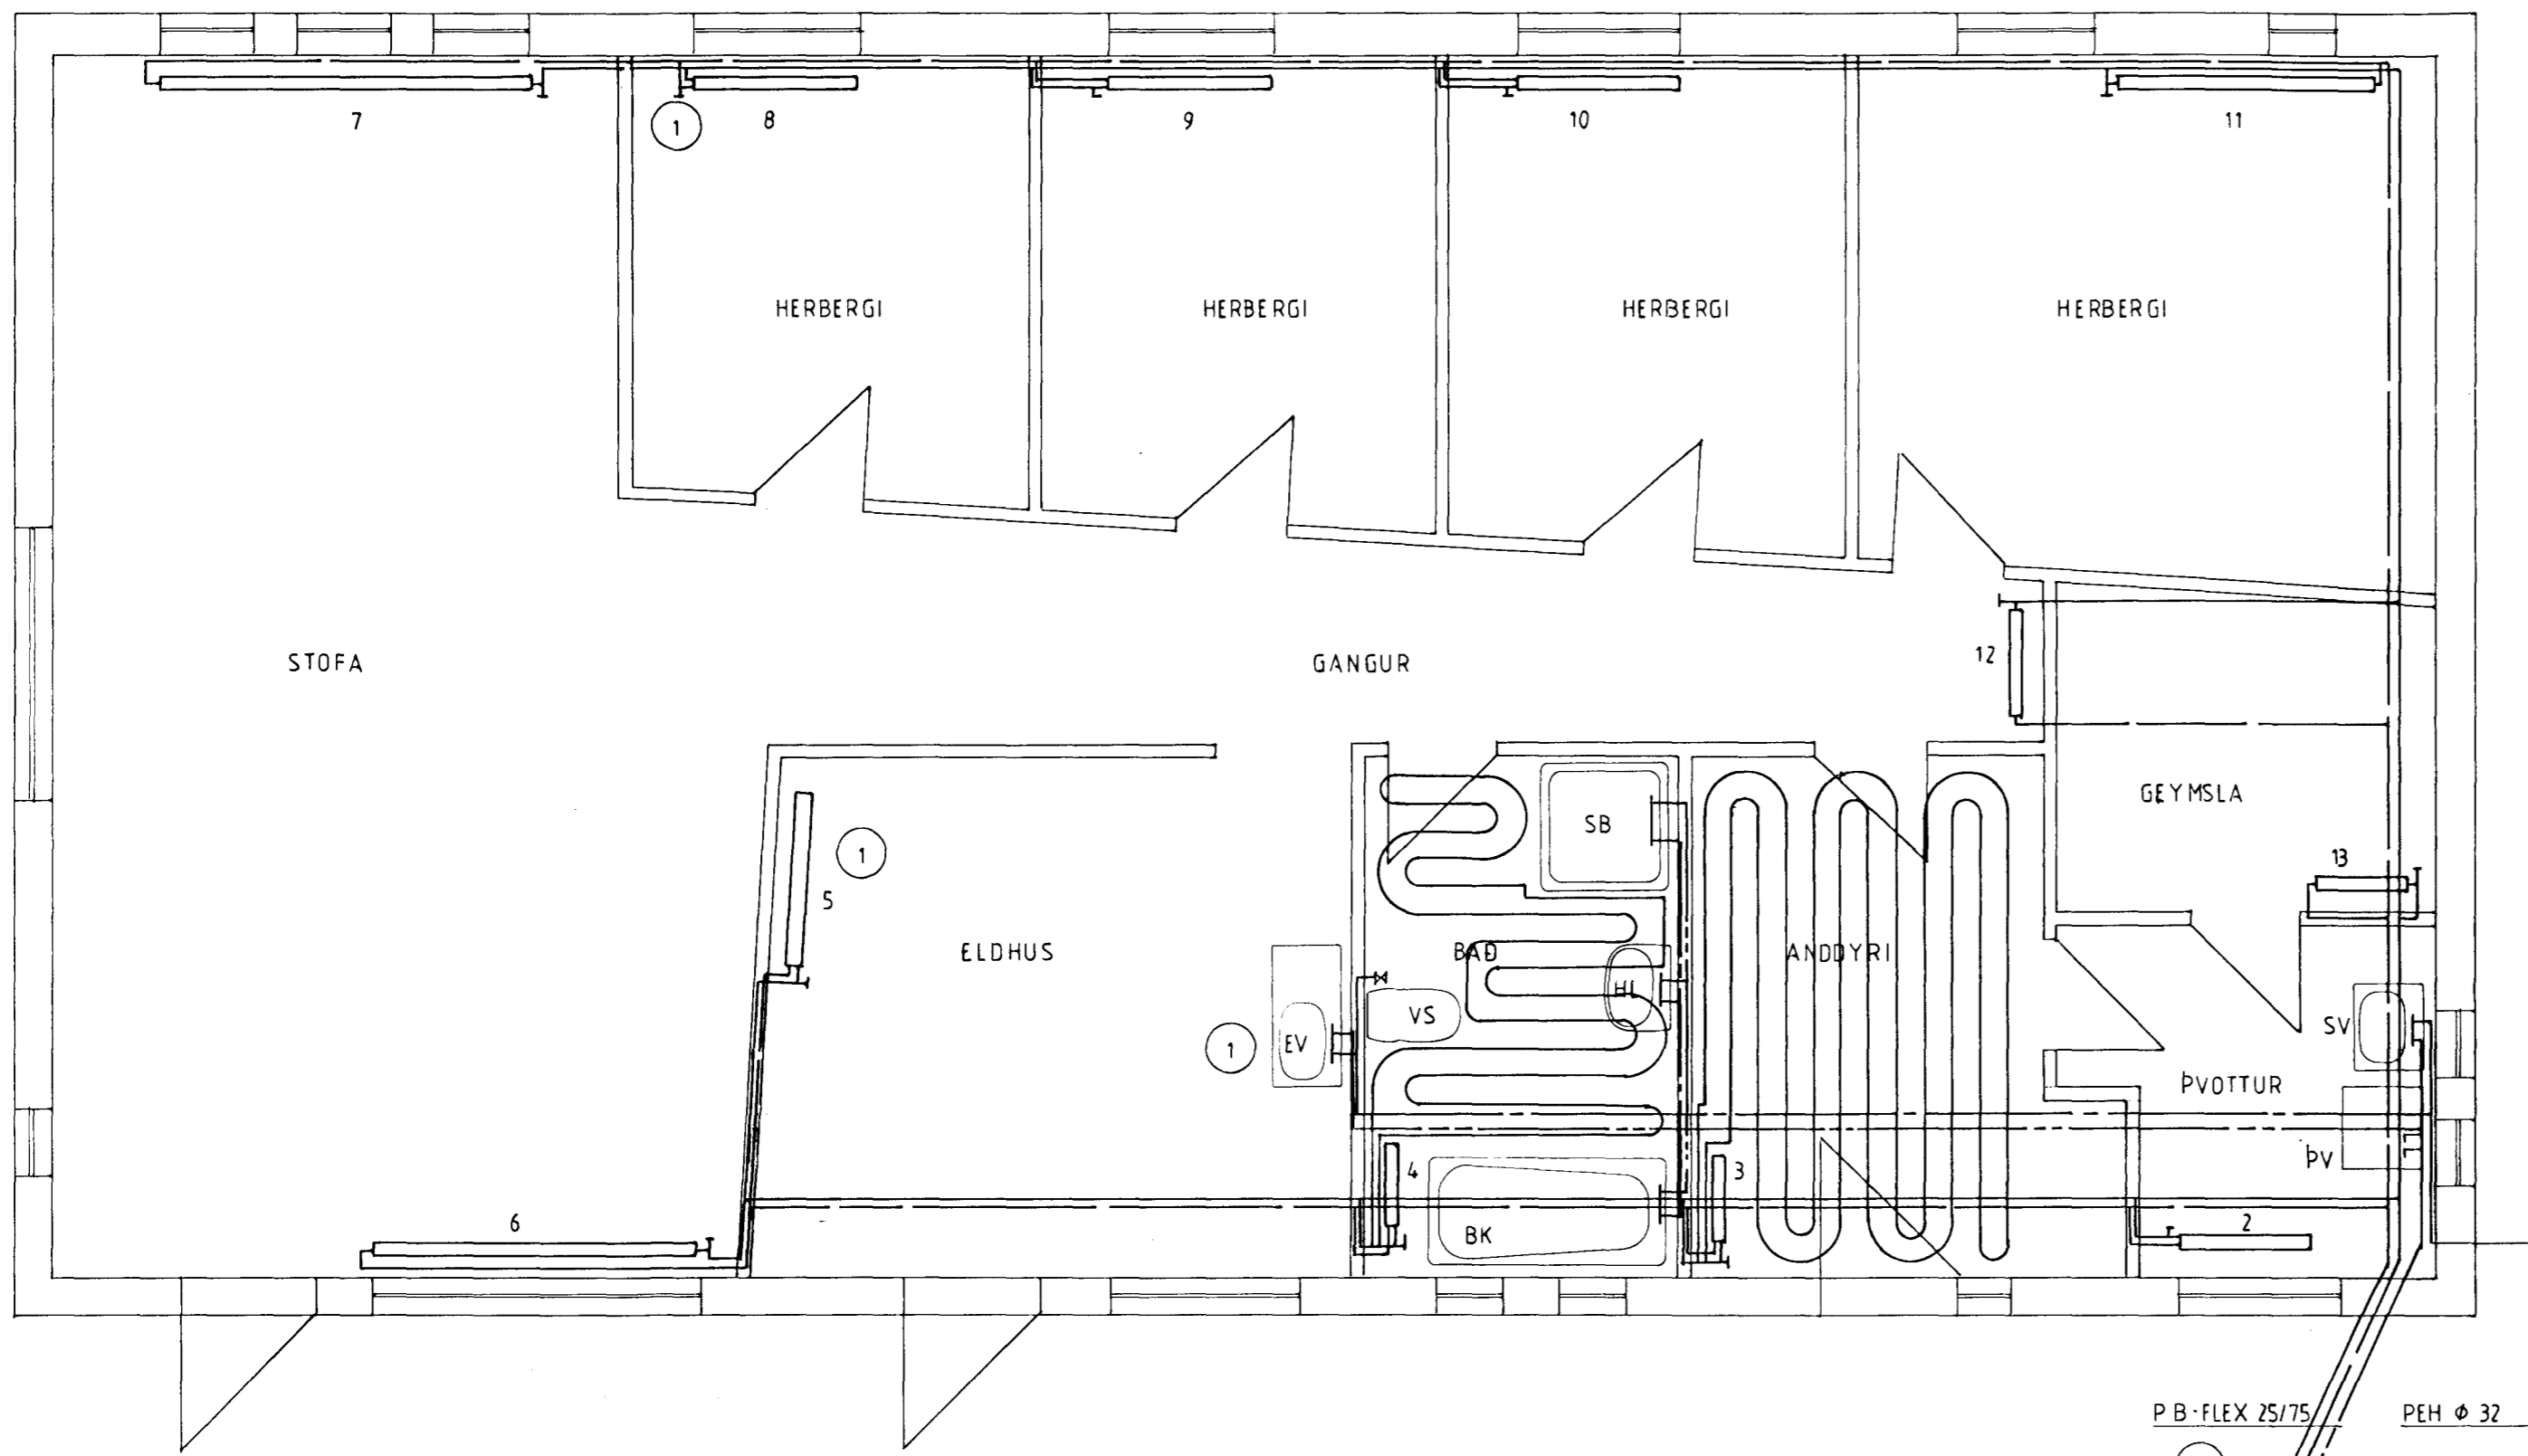 7
1
8
9
10
11
HERBERGI
HERBERGI
HERBERGI
HERBERGI
STOFA
GANGUR
12
GEYMSLA
SB
1
5
13
ELDHUS
BAÐ
ANDDYRI
HL
VS
EV
1
SV
ÞVOTTUR
ÞV
4
3
6
BK
2
PB-FLEX 25/75
PEH Φ 32